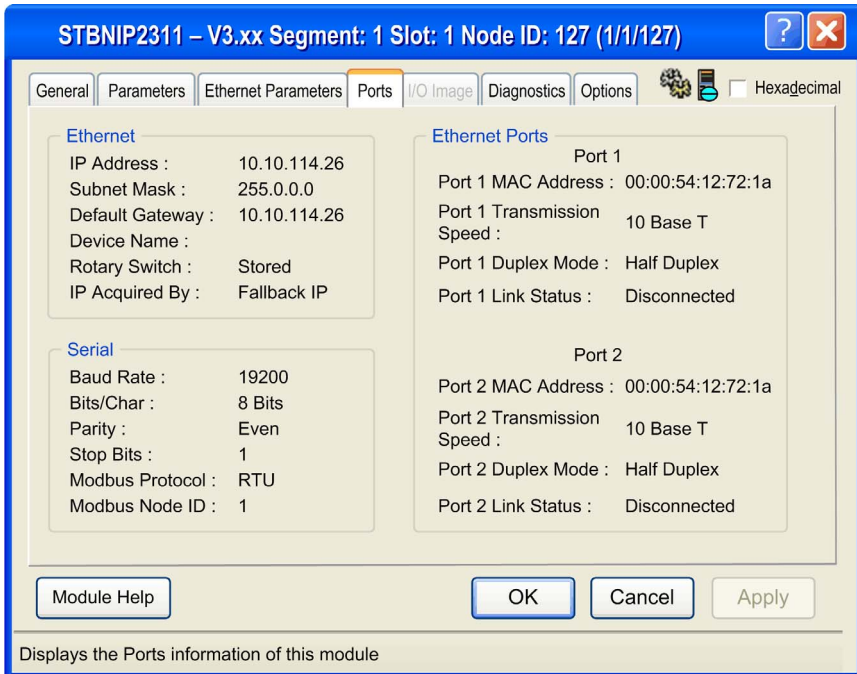 STBNIP2311 – V3.xx Segment: 1 Slot: 1 Node ID: 127 (1/1/127)
?
General Parameters Ethernet Parameters Ports I/O Image Diagnostics Options Hexadecimal
Ethernet
IP Address : 10.10.114.26
Subnet Mask : 255.0.0.0
Default Gateway : 10.10.114.26
Device Name :
Rotary Switch : Stored
IP Acquired By : Fallback IP
Serial
Baud Rate : 19200
Bits/Char : 8 Bits
Parity : Even
Stop Bits : 1
Modbus Protocol : RTU
Modbus Node ID : 1
Ethernet Ports
Port 1
Port 1 MAC Address : 00:00:54:12:72:1a
Port 1 Transmission
Speed : 10 Base T
Port 1 Duplex Mode : Half Duplex
Port 1 Link Status : Disconnected
Port 2
Port 2 MAC Address : 00:00:54:12:72:1a
Port 2 Transmission
Speed : 10 Base T
Port 2 Duplex Mode : Half Duplex
Port 2 Link Status : Disconnected
Module Help OK Cancel Apply
Displays the Ports information of this module